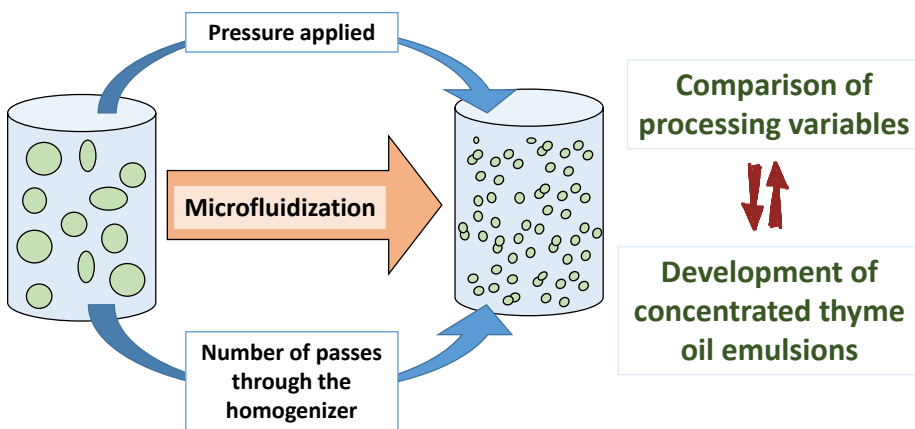 Pressure applied
Microfluidization
Number of passes
through the
homogenizer
Comparison of
processing variables
Development of
concentrated thyme
oil emulsions